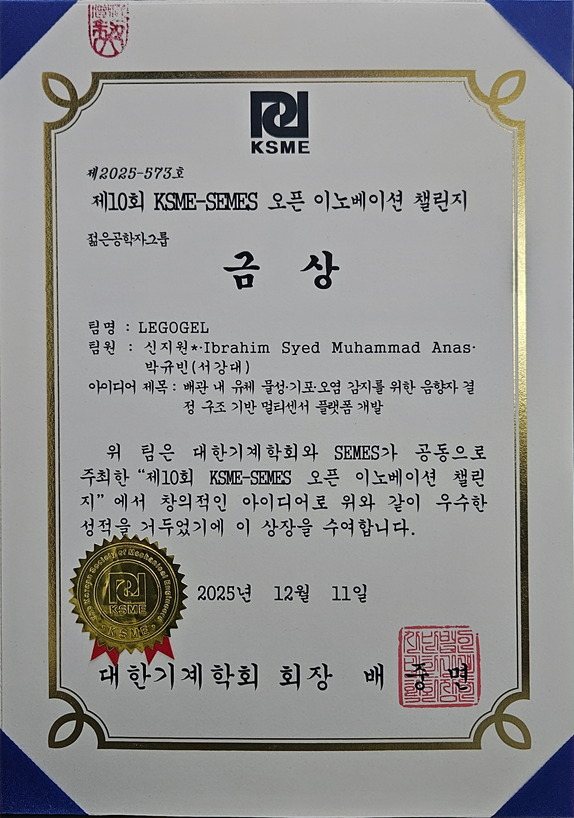 KSME
제2025-573호
제10회 KSME-SEMES 오픈 이노베이션 챌린지
젊은공학자그룹
금 상
팀명 : LEGOGEL
팀원 : 신지원*·Ibrahim Syed Muhammad Anas·
박규빈(서강대)
아이디어 제목 : 배관 내 유체 물성·기포·오염 감지를 위한 음향자 결
정 구조 기반 멀티센서 플랫폼 개발
위 팀은 대한기계학회와 SEMES가 공동으로
주최한 “제10회 KSME-SEMES 오픈 이노베이션 챌린
지” 에서 창의적인 아이디어로 위와 같이 우수한
성적을 거두었기에 이 상장을 수여합니다.
The Korean Society of Mechanical Engineers
KSME
KSME
2025년 12월 11일
대한기계학회 회장 배 중 면